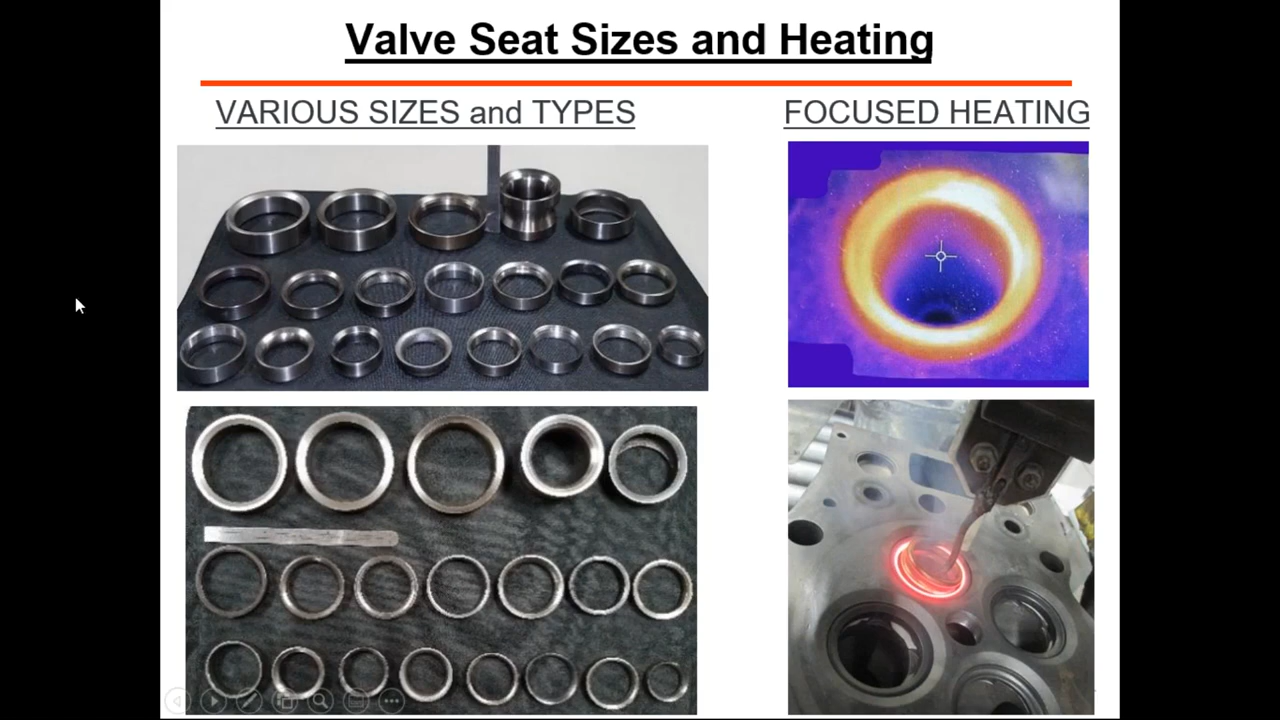 Valve Seat Sizes and Heating
VARIOUS SIZES and TYPES
FOCUSED HEATING